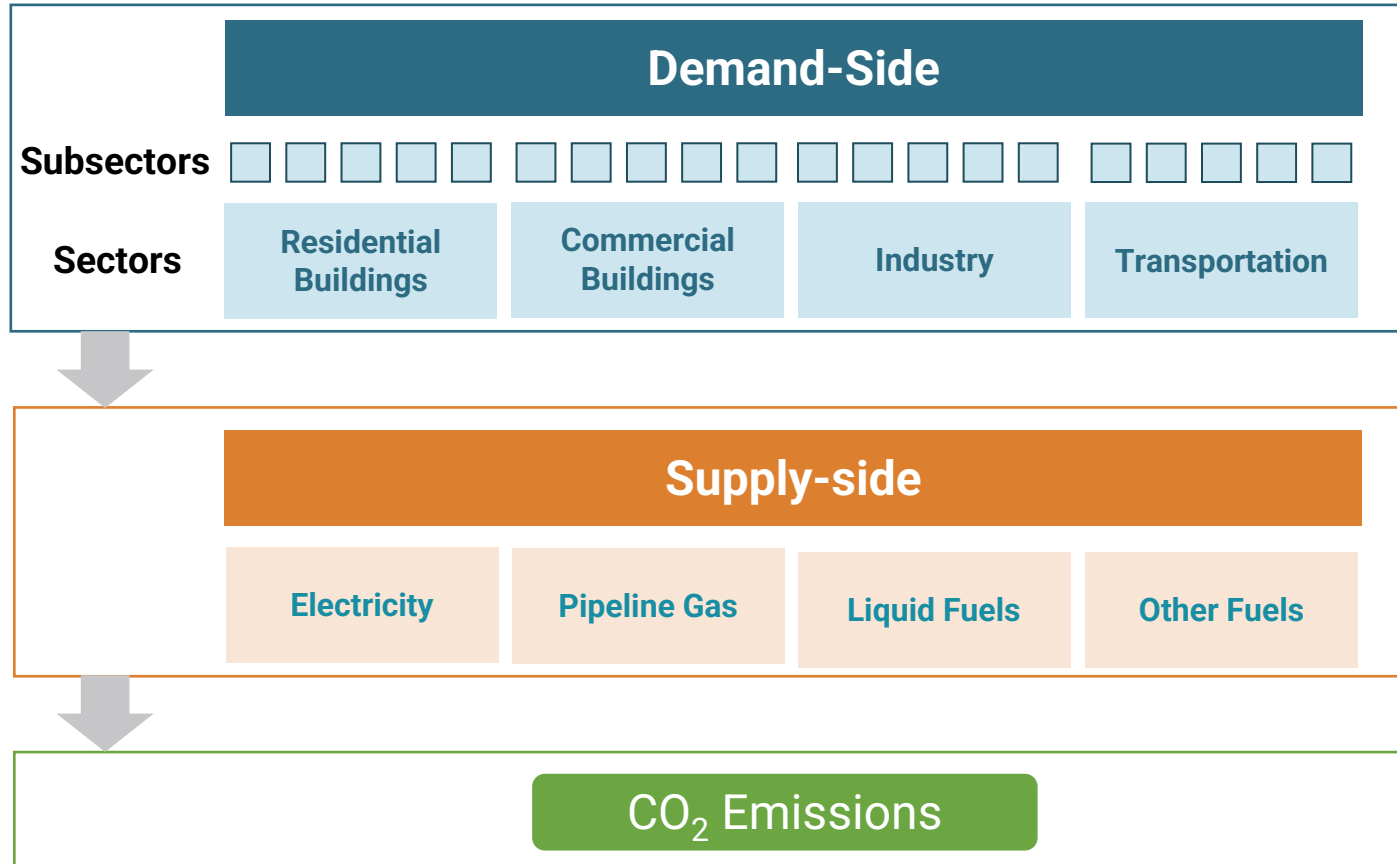 Demand-Side
Subsectors
Sectors
Residential
Buildings
Commercial
Buildings
Industry
Transportation
Supply-side
Electricity
Pipeline Gas
Liquid Fuels
Other Fuels
CO₂ Emissions